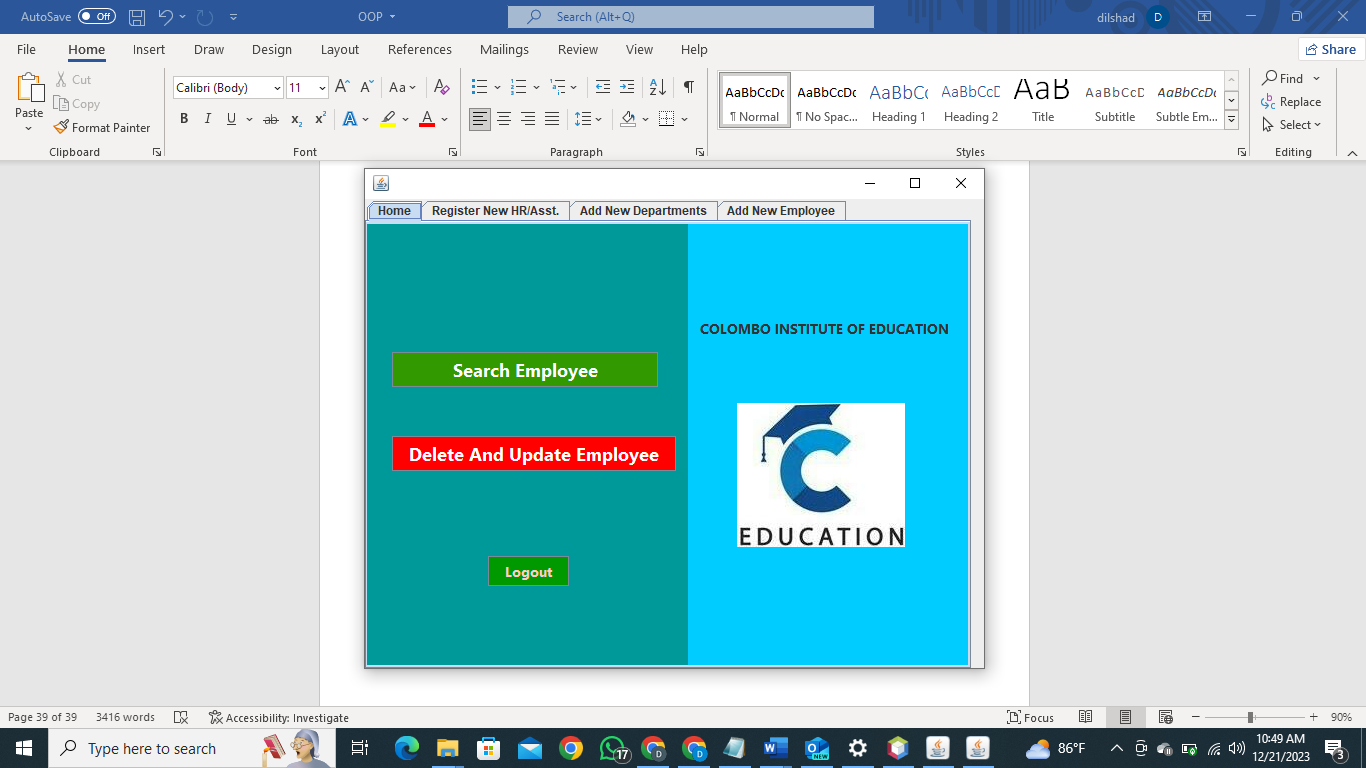 AutoSave Off OOP Search (Alt+Q) dilshad D
File Home Insert Draw Design Layout References Mailings Review View Help Share
Paste Cut Copy Format Painter
Calibri (Body) 11 Aa
B I U ab x2 x2 A A
AaBbCcDc AaBbCcDc AaBbCc AaBbCcD AaB AaBbCcD AaBbCcDc
¶ Normal ¶ No Spac... Heading 1 Heading 2 Title Subtitle Subtle Em...
Find
Replace
Select
Clipboard Font Paragraph Styles Editing
Home Register New HR/Asst. Add New Departments Add New Employee
COLOMBO INSTITUTE OF EDUCATION
Search Employee
Delete And Update Employee
EDUCATION
Logout
Page 39 of 39 3416 words Accessibility: Investigate Focus 90%
Type here to search 17 D D NEW 86°F 10:49 AM
12/21/2023 3